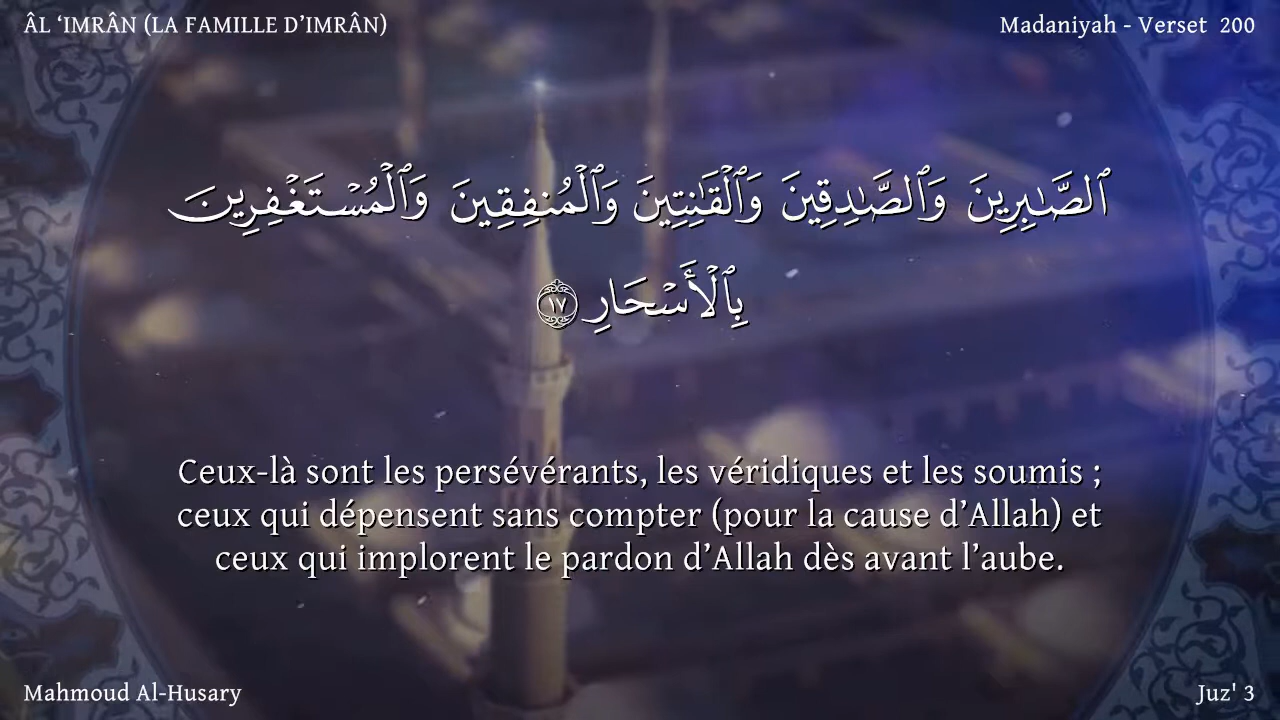 ÂL ‘IMRÂN (LA FAMILLE D’IMRÂN)
Madaniyah - Verset 200
ٱلصَّـٰبِرِينَ وَٱلصَّـٰدِقِينَ وَٱلْقَـٰنِتِينَ وَٱلْمُنفِقِينَ وَٱلْمُسْتَغْفِرِينَ
بِٱلْأَسْحَارِ ١٧
Ceux-là sont les persévérants, les véridiques et les soumis ;
ceux qui dépensent sans compter (pour la cause d’Allah) et
ceux qui implorent le pardon d’Allah dès avant l’aube.
Mahmoud Al-Husary
Juz' 3